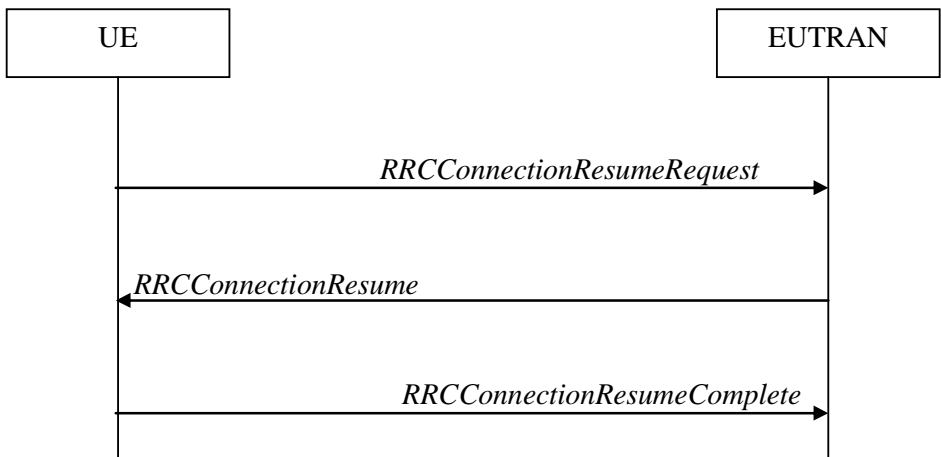 UE
EUTRAN
RRCConnectionResumeRequest
RRCConnectionResume
RRCConnectionResumeComplete